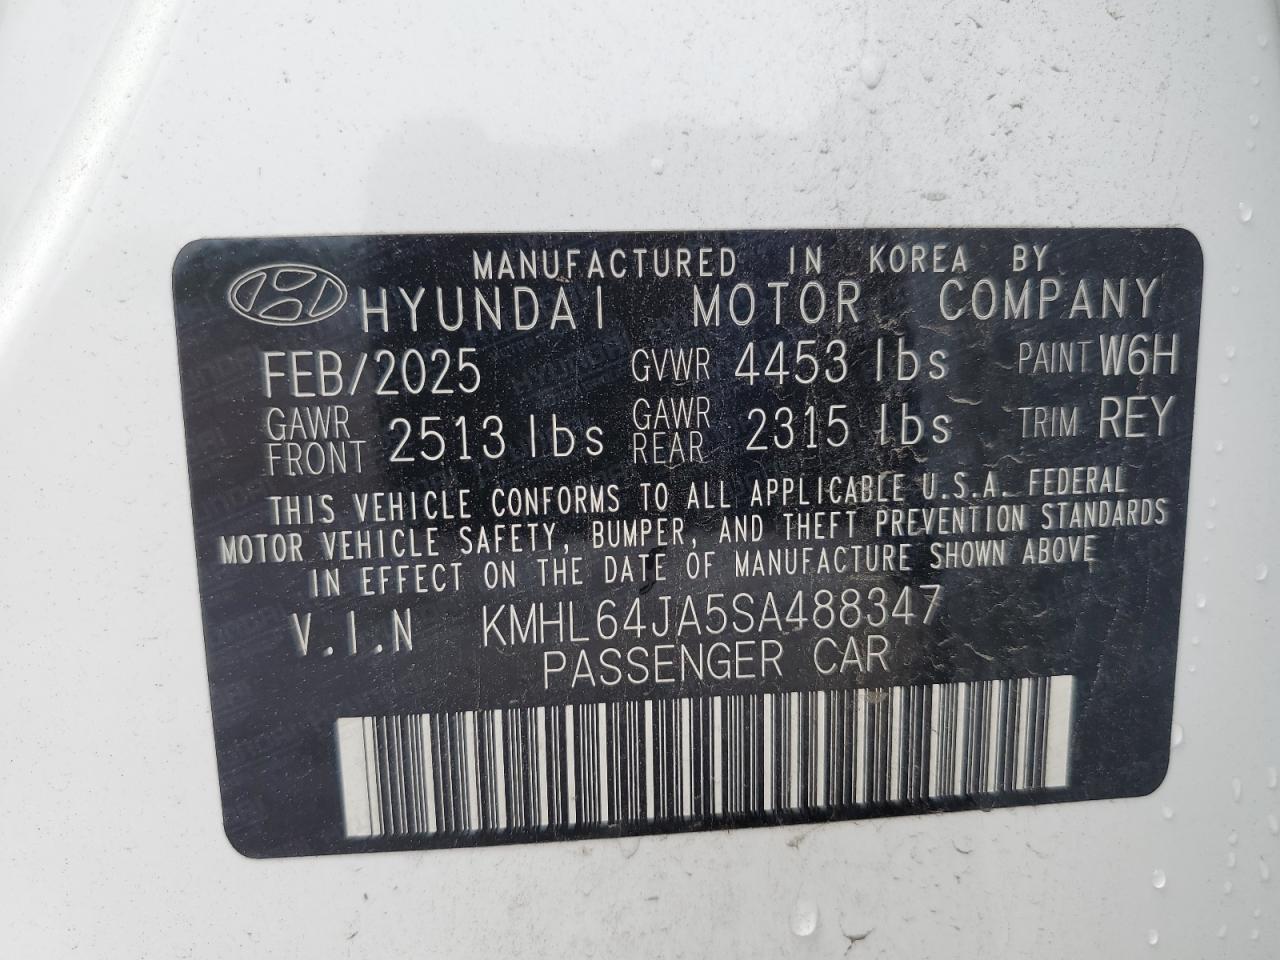 MANUFACTURED IN KOREA BY
HYUNDAI MOTOR COMPANY
FEB/2025 GVWR 4453 lbs PAINT W6H
GAWR FRONT 2513 lbs GAWR REAR 2315 lbs TRIM REY
THIS VEHICLE CONFORMS TO ALL APPLICABLE U.S.A. FEDERAL
MOTOR VEHICLE SAFETY, BUMPER, AND THEFT PREVENTION STANDARDS
IN EFFECT ON THE DATE OF MANUFACTURE SHOWN ABOVE
V.I.N KMHL64JA5SA488347
PASSENGER CAR